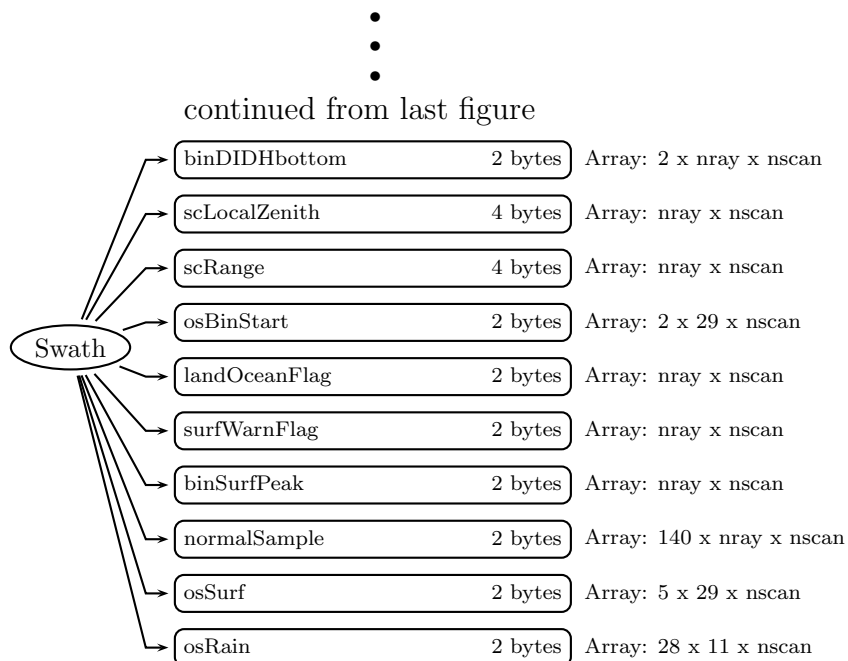 continued from last figure
binDIDHbottom 2 bytes Array: 2 x nray x nscan
scLocalZenith 4 bytes Array: nray x nscan
scRange 4 bytes Array: nray x nscan
osBinStart 2 bytes Array: 2 x 29 x nscan
Swath
landOceanFlag 2 bytes Array: nray x nscan
surfWarnFlag 2 bytes Array: nray x nscan
binSurfPeak 2 bytes Array: nray x nscan
normalSample 2 bytes Array: 140 x nray x nscan
osSurf 2 bytes Array: 5 x 29 x nscan
osRain 2 bytes Array: 28 x 11 x nscan